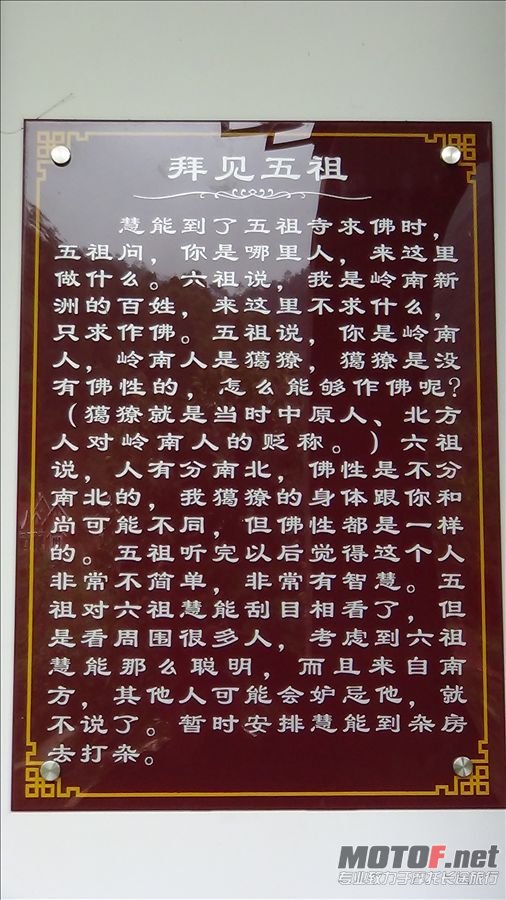 拜见五祖
慧能到了五祖寺求佛时，
五祖问，你是哪里人，来这里
做什么。六祖说，我是岭南新
洲的百姓，来这里不求什么，
只求作佛。五祖说，你是岭南
人，岭南人是獦獠，獦獠是没
有佛性的，怎么能够作佛呢？
（獦獠就是当时中原人、北方
人对岭南人的贬称。）六祖
说，人有分南北，佛性是不分
南北的，我獦獠的身体跟你和
尚可能不同，但佛性都是一样
的。五祖听完以后觉得这个人
非常不简单，非常有智慧。五
祖对六祖慧能刮目相看了，但
是看周围很多人，考虑到六祖
慧能那么聪明，而且来自南
方，其他人可能会妒忌他，就
不说了。暂时安排慧能到杂房
去打杂。
MOTOF.net
专业致力于摩托长途旅行